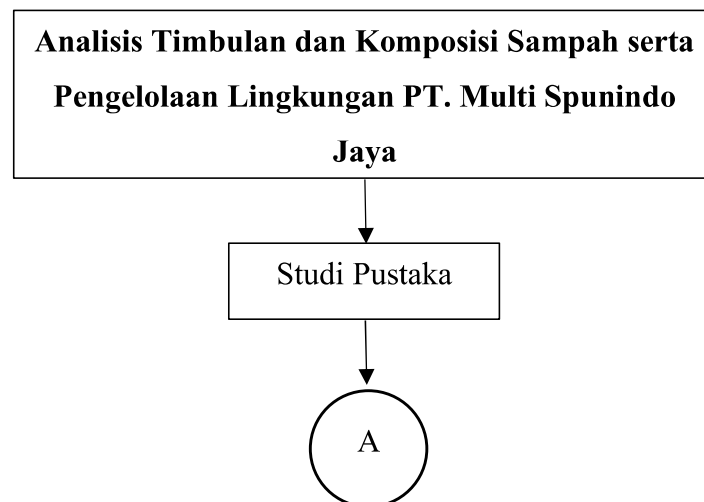 Analisis Timbulan dan Komposisi Sampah serta
Pengelolaan Lingkungan PT. Multi Spunindo
Jaya
Studi Pustaka
A